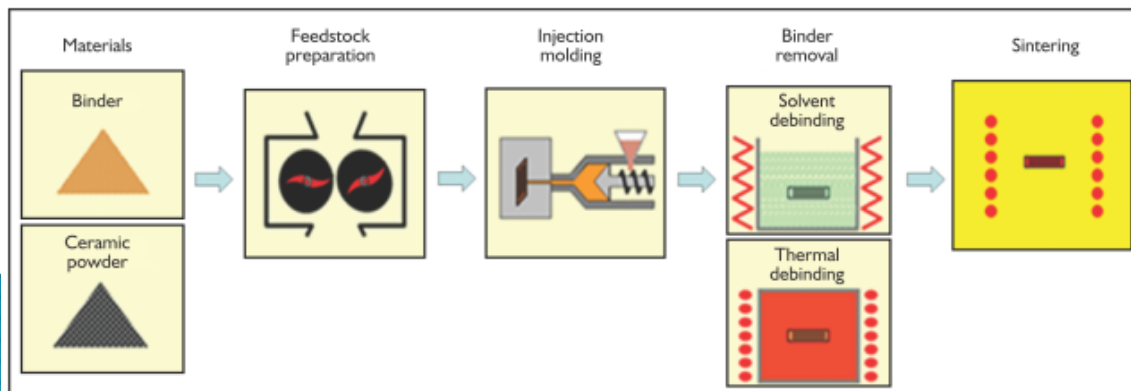 Materials
Binder
Ceramic
powder
Feedstock
preparation
Injection
molding
Binder
removal
Solvent
debinding
Thermal
debinding
Sintering